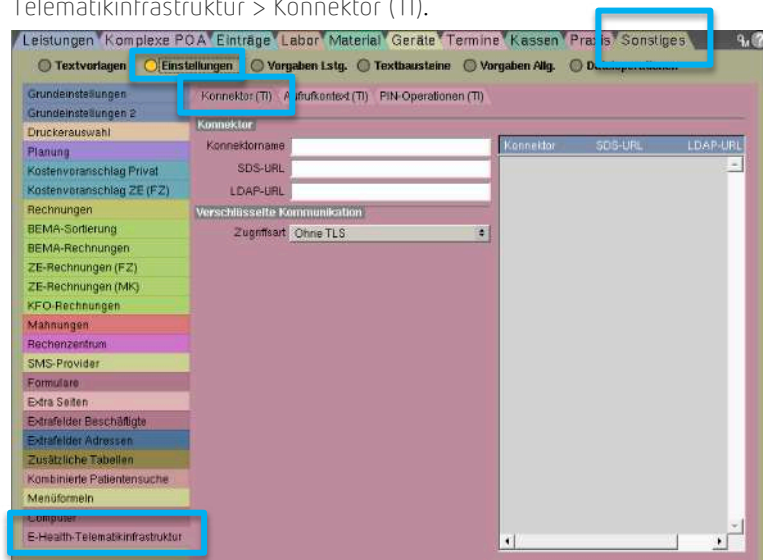 Telematikinfrastruktur > Konnektor (TI).
Leistungen Komplexe POA Einträge Labor Material Geräte Termine Kassen Praxis Sonstiges
Textvorlagen Einstellungen Vorgaben Lstg. Textbausteine Vorgaben Allg.
Grundeinstellungen
Konnektor (TI) Aufrufkontext (TI) PIN-Operationen (TI)
Grundeinstellungen 2
Druckerauswahl
Konnektor
Planung
Konnektorname
Konnektor SDS-URL LDAP-URL
Kostenvoranschlag Privat
SDS-URL
Kostenvoranschlag ZE (FZ)
LDAP-URL
Rechnungen
Verschlüsselte Kommunikation
BEMA-Sortierung
Zugriffsart Ohne TLS
BEMA-Rechnungen
ZE-Rechnungen (FZ)
ZE-Rechnungen (MK)
KFO-Rechnungen
Mahnungen
Rechenzentrum
SMS-Provider
Formulare
Extra Seiten
Extrafelder Beschäftigte
Extrafelder Adressen
Zusätzliche Tabellen
Kombinierte Patientensuche
Menüformeln
Computer
E-Health-Telematikinfrastruktur